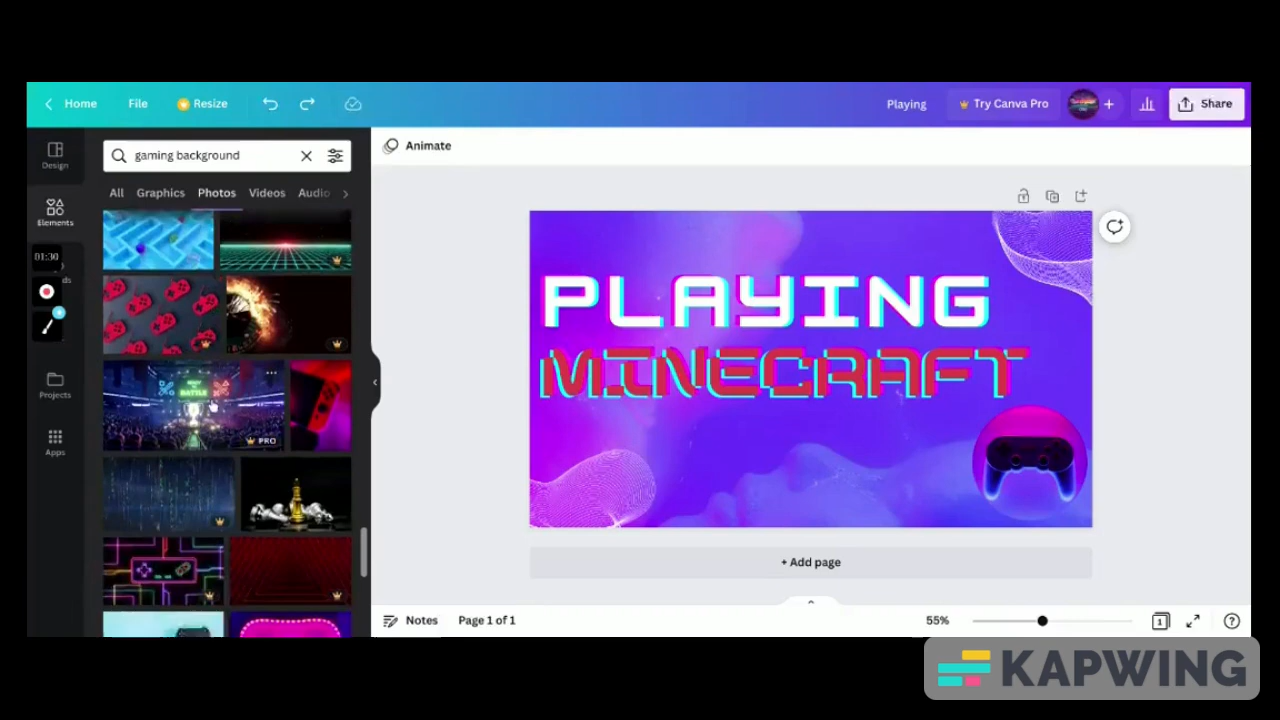 Home File Resize Playing Try Canva Pro + Share
Design
gaming background
Animate
Elements
All Graphics Photos Videos Audio
01:30
PLAYING
MINECRAFT
Projects
BATTLE
PRO
Apps
+ Add page
Notes Page 1 of 1 55% 1 ?
KAPWING